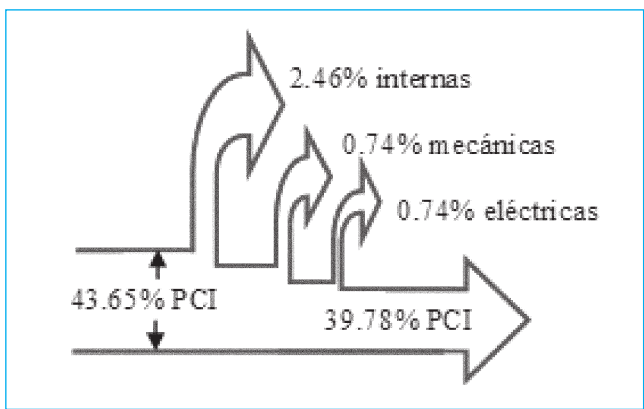 2.46% internas
0.74% mecánicas
0.74% eléctricas
43.65% PCI
39.78% PCI